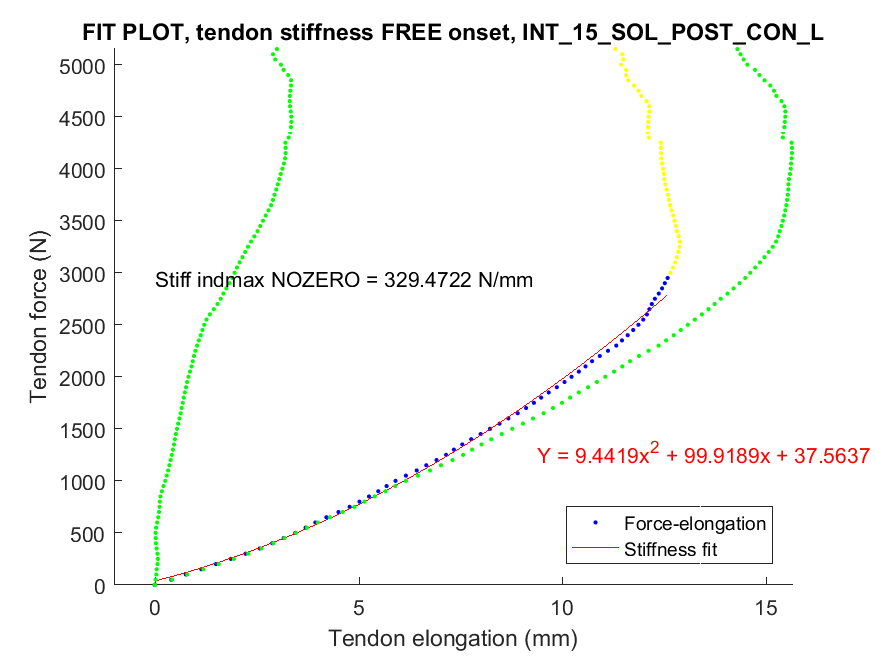 FIT PLOT, tendon stiffness FREE onset, INT_15_SOL_POST_CON_L
5000
4500
4000
3500
3000
2500
2000
1500
1000
500
0
Tendon force (N)
Stiff indmax NOZERO = 329.4722 N/mm
Y = 9.4419x² + 99.9189x + 37.5637
Force-elongation
Stiffness fit
0 5 10 15
Tendon elongation (mm)